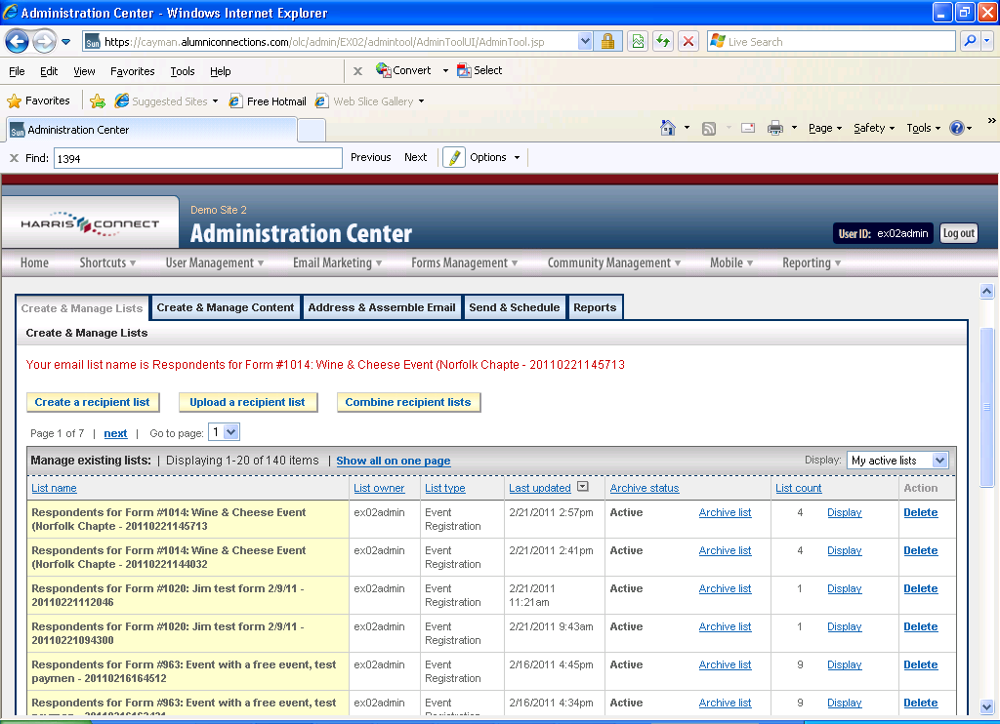 Administration Center - Windows Internet Explorer
https://cayman.alumniconnections.com/olc/admin/EX02/admintool/AdminToolUI/AdminTool.jsp
Live Search
File Edit View Favorites Tools Help
x Convert Select
Favorites Suggested Sites Free Hotmail Web Slice Gallery
Sun Administration Center
Page Safety Tools »
x Find: 1394 Previous Next Options
HARRIS CONNECT
Demo Site 2
Administration Center
User ID: ex02admin Log out
Home Shortcuts User Management Email Marketing Forms Management Community Management Mobile Reporting
Create & Manage Lists Create & Manage Content Address & Assemble Email Send & Schedule Reports
Create & Manage Lists
Your email list name is Respondents for Form #1014: Wine & Cheese Event (Norfolk Chapte - 20110221145713
Create a recipient list Upload a recipient list Combine recipient lists
Page 1 of 7 | next | Go to page: 1
Manage existing lists: | Displaying 1-20 of 140 items | Show all on one page Display: My active lists
List name List owner List type Last updated Archive status List count Action
Respondents for Form #1014: Wine & Cheese Event ex02admin Event 2/21/2011 2:57pm Active Archive list 4 Display Delete
(Norfolk Chapte - 20110221145713 Registration
Respondents for Form #1014: Wine & Cheese Event ex02admin Event 2/21/2011 2:41pm Active Archive list 4 Display Delete
(Norfolk Chapte - 20110221144032 Registration
Respondents for Form #1020: Jim test form 2/9/11 - ex02admin Event 2/21/2011 Active Archive list 1 Display Delete
20110221112046 Registration 11:21am
Respondents for Form #1020: Jim test form 2/9/11 - ex02admin Event 2/21/2011 9:43am Active Archive list 1 Display Delete
20110221094300 Registration
Respondents for Form #963: Event with a free event, test ex02admin Event 2/16/2011 4:45pm Active Archive list 9 Display Delete
paymen - 20110216164512 Registration
Respondents for Form #963: Event with a free event, test ex02admin Event 2/16/2011 4:34pm Active Archive list 9 Display Delete